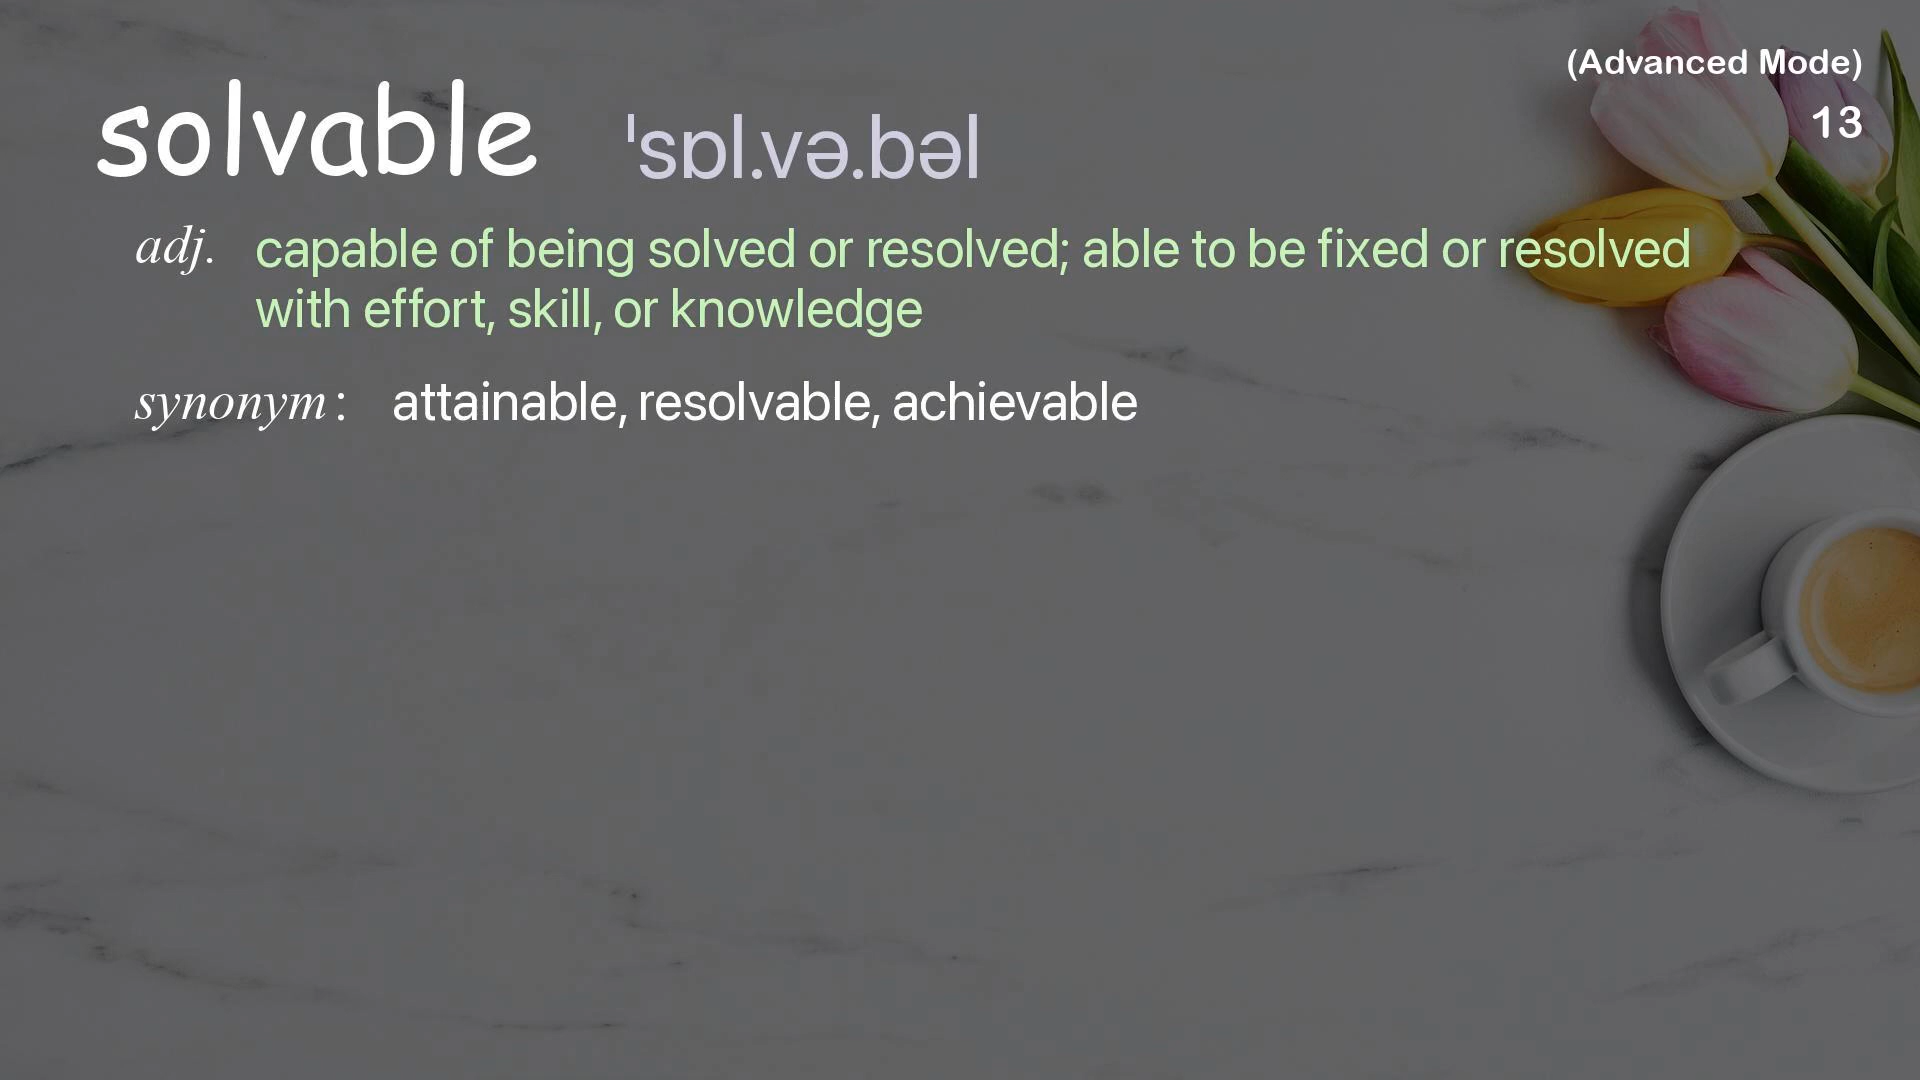 (Advanced Mode)
13
solvable ˈsɒl.və.bəl
adj. capable of being solved or resolved; able to be fixed or resolved
with effort, skill, or knowledge
synonym : attainable, resolvable, achievable